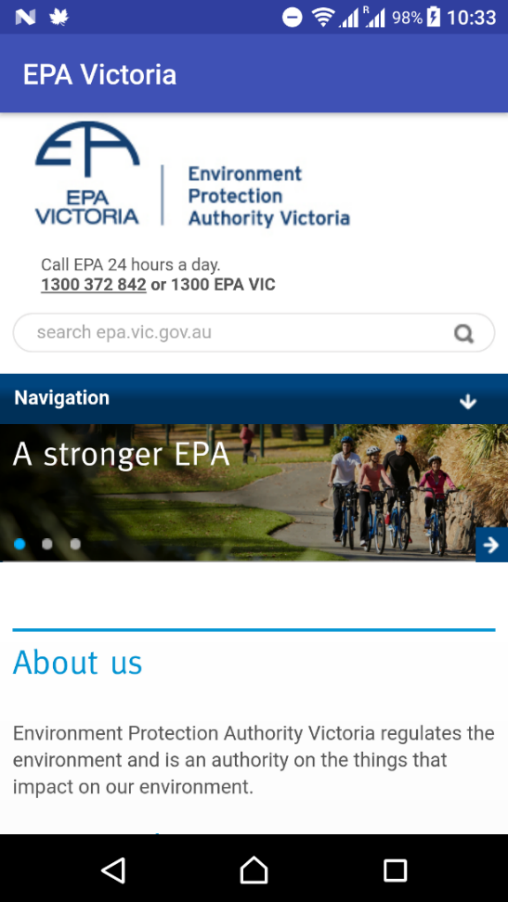 98% 10:33
EPA Victoria
EPA
VICTORIA
Environment
Protection
Authority Victoria
Call EPA 24 hours a day.
1300 372 842 or 1300 EPA VIC
search epa.vic.gov.au
Navigation
A stronger EPA
About us
Environment Protection Authority Victoria regulates the
environment and is an authority on the things that
impact on our environment.